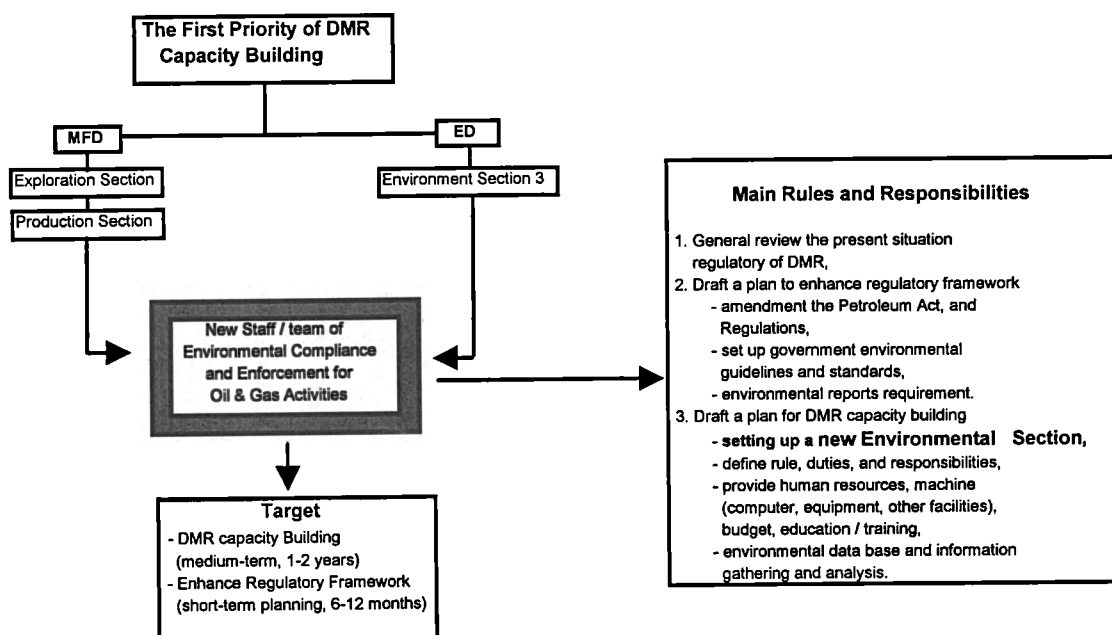 The First Priority of DMR
Capacity Building
MFD
ED
Exploration Section
Environment Section 3
Production Section
New Staff / team of
Environmental Compliance
and Enforcement for
Oil & Gas Activities
Target
- DMR capacity Building
(medium-term, 1-2 years)
- Enhance Regulatory Framework
(short-term planning, 6-12 months)
Main Rules and Responsibilities
1. General review the present situation
regulatory of DMR,
2. Draft a plan to enhance regulatory framework
- amendment the Petroleum Act, and
Regulations,
- set up government environmental
guidelines and standards,
- environmental reports requirement.
3. Draft a plan for DMR capacity building
- setting up a new Environmental Section,
- define rule, duties, and responsibilities,
- provide human resources, machine
(computer, equipment, other facilities),
budget, education / training,
- environmental data base and information
gathering and analysis.